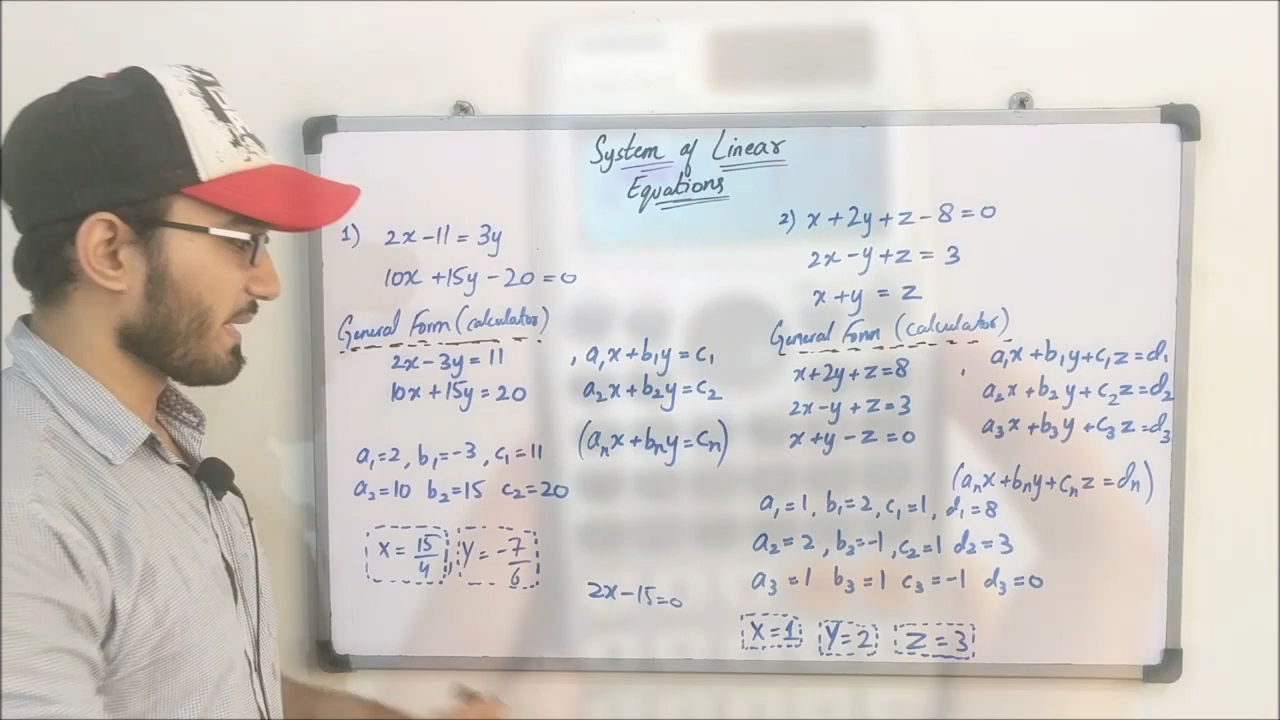 System of Linear
Equations
1) 2x-11 = 3y
10x +15y - 20 = 0
General Form (calculator)
2x-3y = 11
10x + 15y = 20
, a₁x+b₁y = c₁
a₂x+b₂y = c₂
(aₙx+bₙy=cₙ)
a₁=2, b₁=-3, c₁=11
a₂=10 b₂=15 c₂=20
x = 15/4, y = -7/6
2x-15=0
2) x+2y+z-8=0
2x-y+z = 3
x+y = z
General Form (calculator)
x+2y+z=8
2x-y+z=3
x+y-z=0
, a₁x+b₁y+c₁z=d₁
a₂x+b₂y+c₂z=d₂
a₃x+b₃y+c₃z=d₃
(aₙx+bₙy+cₙz=dₙ)
a₁=1, b₁=2, c₁=1, d₁=8
a₂=2, b₂=-1, c₂=1 d₂=3
a₃=1 b₃=1 c₃=-1 d₃=0
x=1 y=2 z=3